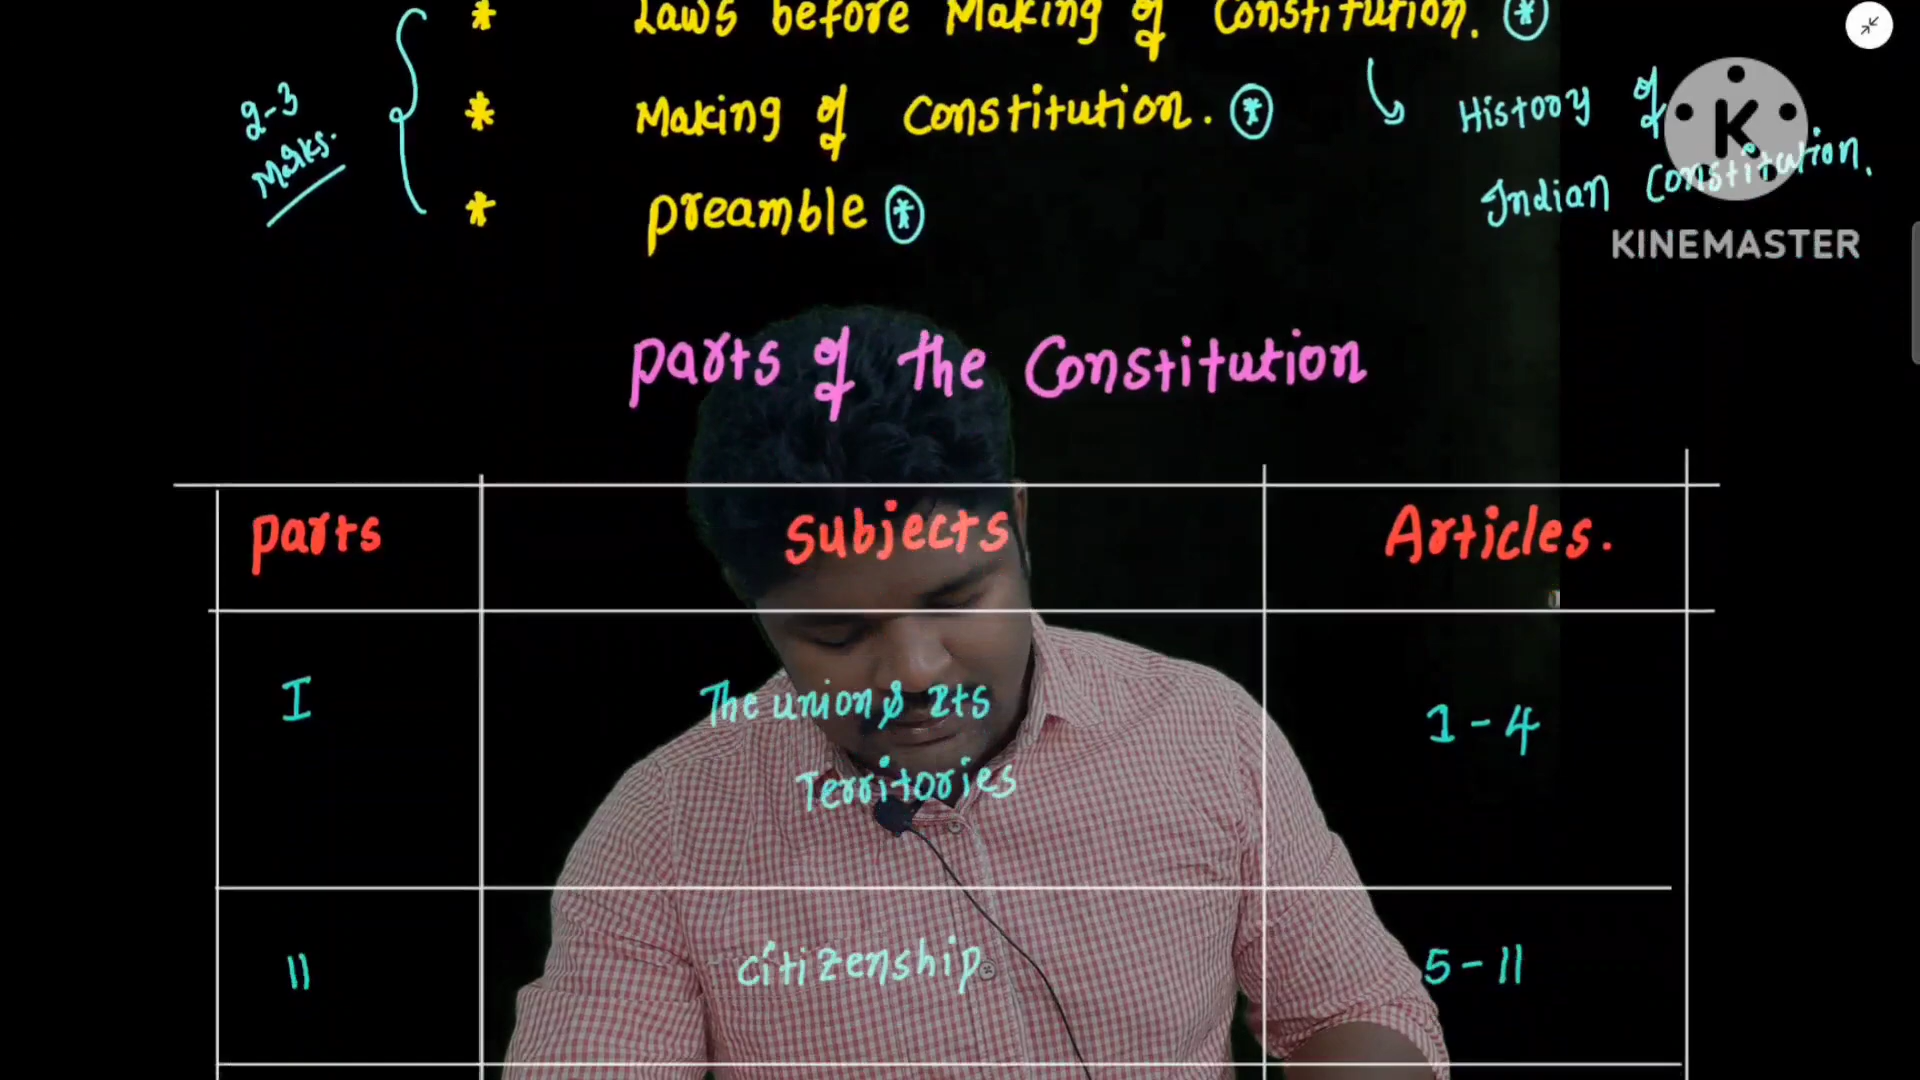 * Laws before Making of Constitution. *
2-3
Marks.
* Making of Constitution. *
History of
Indian Constitution.
* preamble *
KINEMASTER
Parts of the Constitution
Parts Subjects Articles.
I The union & Its Territories 1-4
II Citizenship 5-11